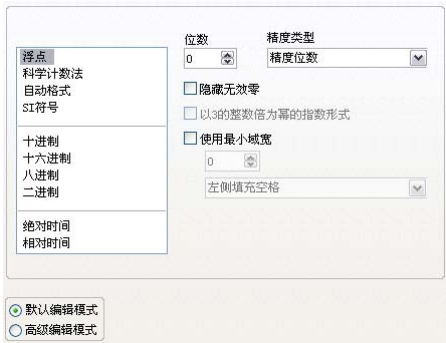 位数
精度类型
浮点
科学计数法
自动格式
SI符号
十进制
十六进制
八进制
二进制
绝对时间
相对时间
0
精度位数
隐藏无效零
以3的整数倍为幂的指数形式
使用最小域宽
0
左侧填充空格
默认编辑模式
高级编辑模式